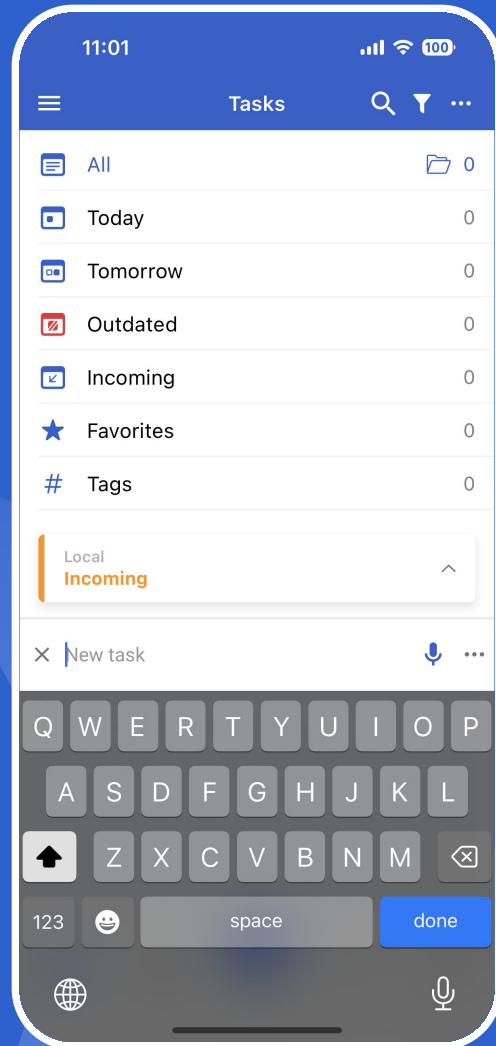 11:01 100
Tasks
All 0
Today 0
Tomorrow 0
Outdated 0
Incoming 0
Favorites 0
# Tags 0
Local
Incoming
New task
Q W E R T Y U I O P
A S D F G H J K L
Z X C V B N M
123 space done